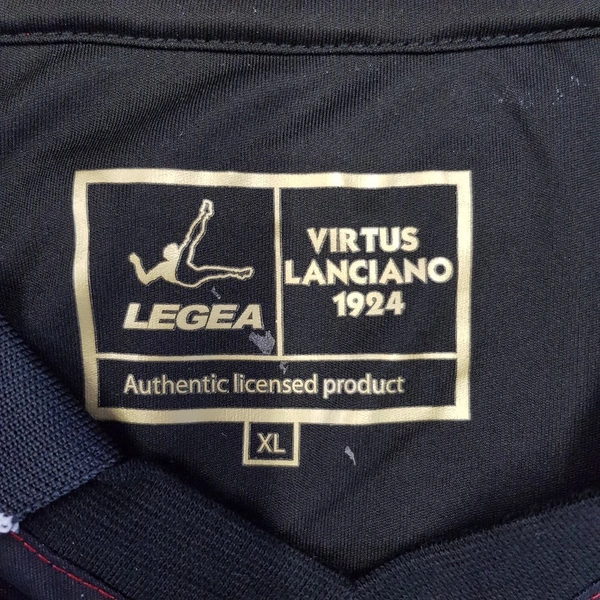 LEGEA
VIRTUS
LANCIANO
1924
Authentic licensed product
XL